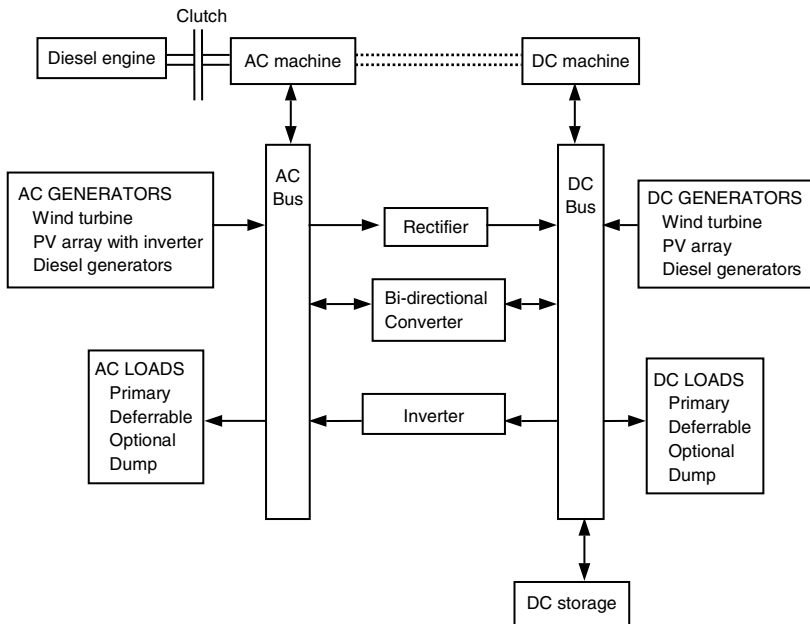 Clutch
Diesel engine
AC machine
DC machine
AC
Bus
DC
Bus
AC GENERATORS
Wind turbine
PV array with inverter
Diesel generators
Rectifier
DC GENERATORS
Wind turbine
PV array
Diesel generators
Bi-directional
Converter
AC LOADS
Primary
Deferrable
Optional
Dump
Inverter
DC LOADS
Primary
Deferrable
Optional
Dump
DC storage